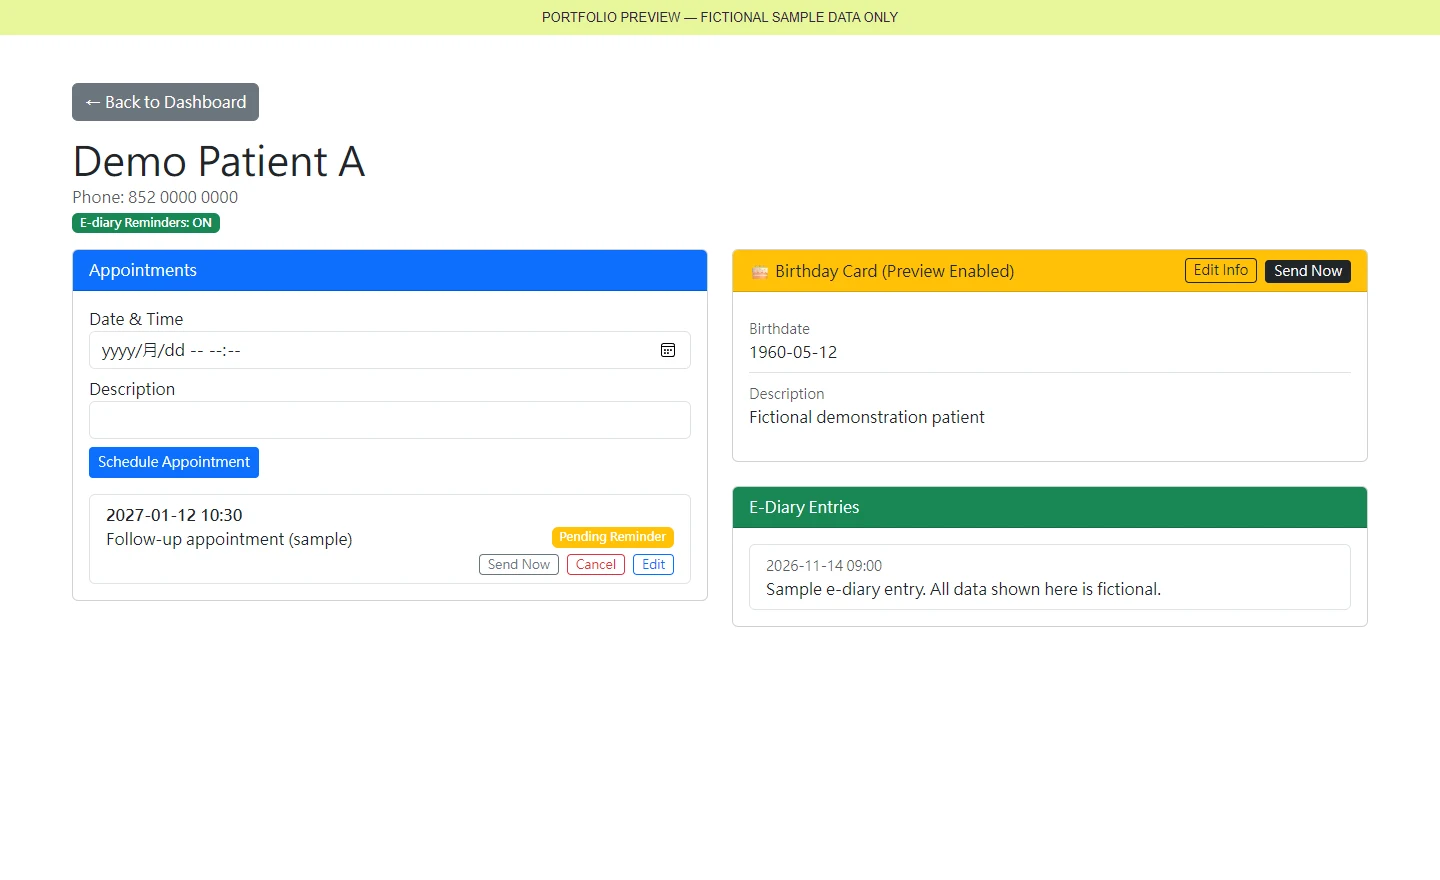 PORTFOLIO PREVIEW — FICTIONAL SAMPLE DATA ONLY
← Back to Dashboard
Demo Patient A
Phone: 852 0000 0000
E-diary Reminders: ON
Appointments
Date & Time
yyyy/月/dd -- --:--
Description
Schedule Appointment
2027-01-12 10:30
Follow-up appointment (sample)
Pending Reminder
Send Now Cancel Edit
🎂 Birthday Card (Preview Enabled) Edit Info Send Now
Birthdate
1960-05-12
Description
Fictional demonstration patient
E-Diary Entries
2026-11-14 09:00
Sample e-diary entry. All data shown here is fictional.